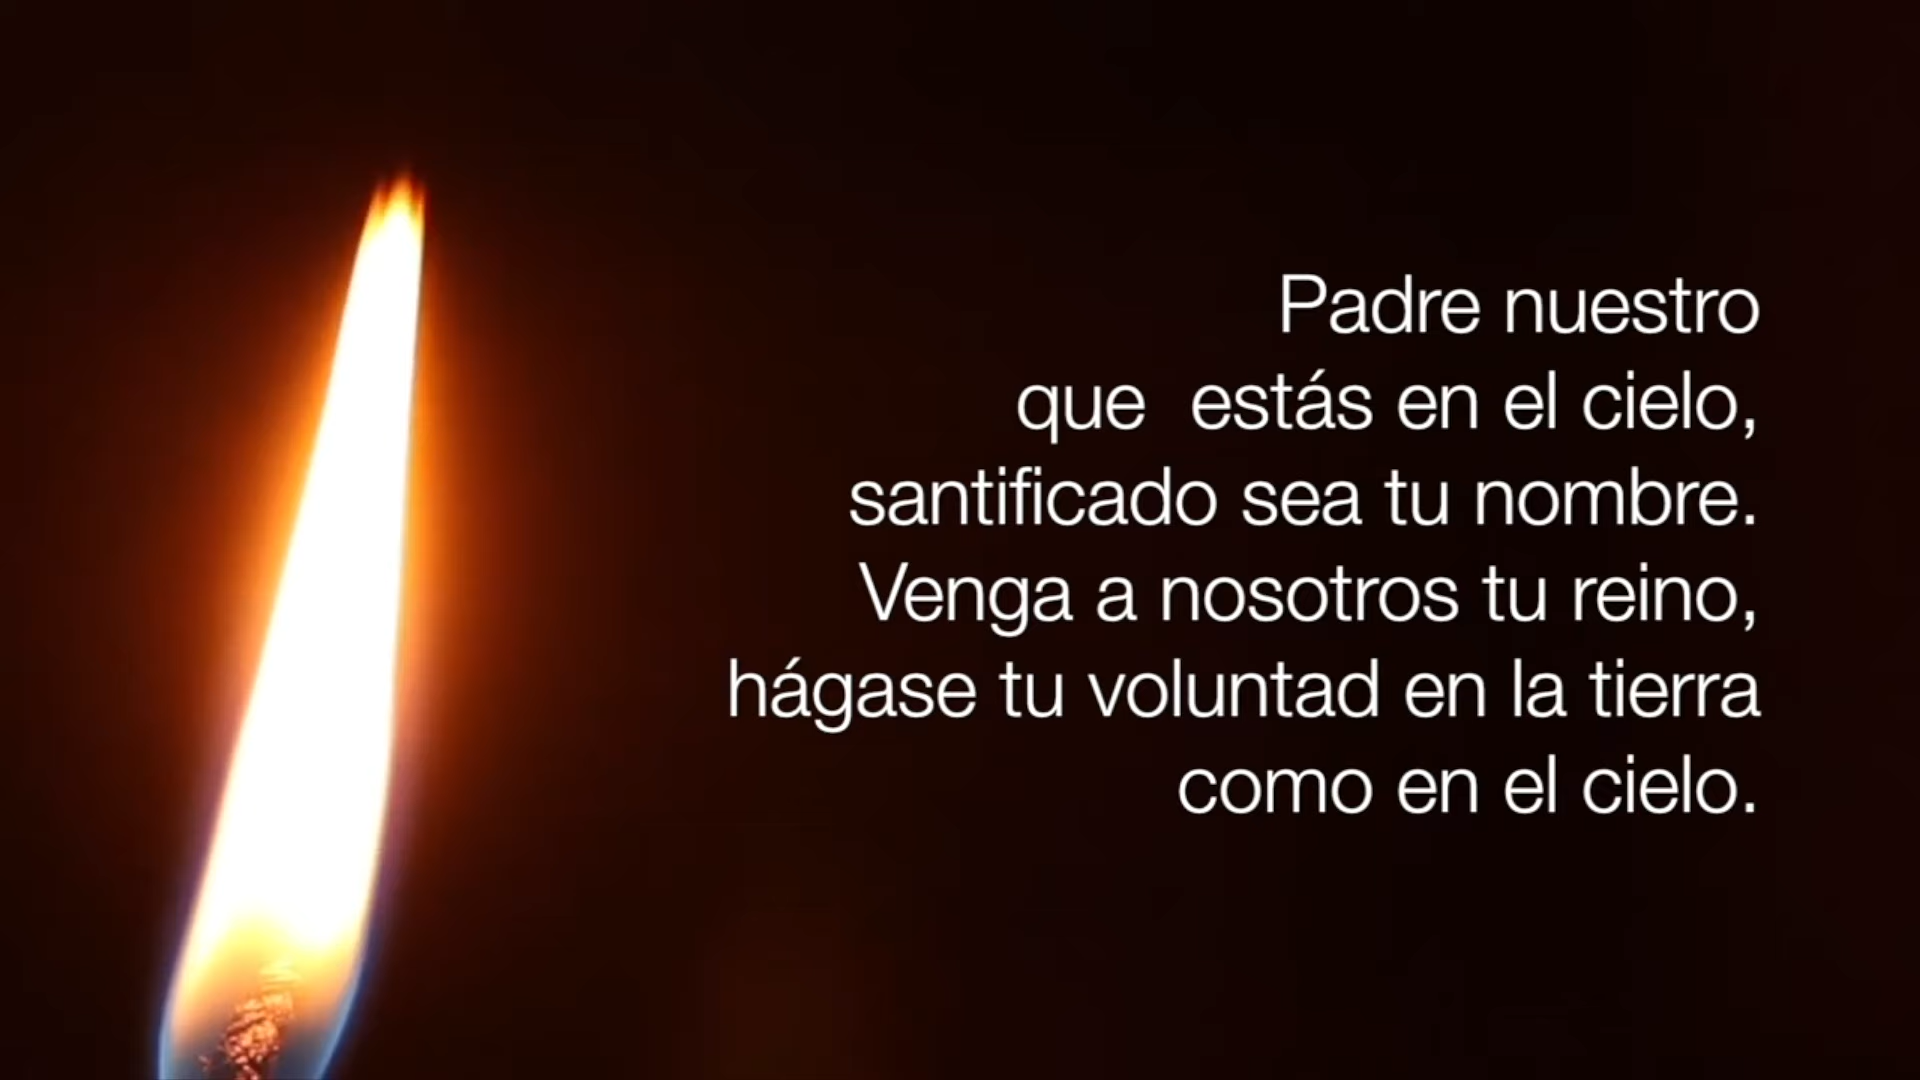 Padre nuestro
que  estás en el cielo,
santificado sea tu nombre.
Venga a nosotros tu reino,
hágase tu voluntad en la tierra
como en el cielo.